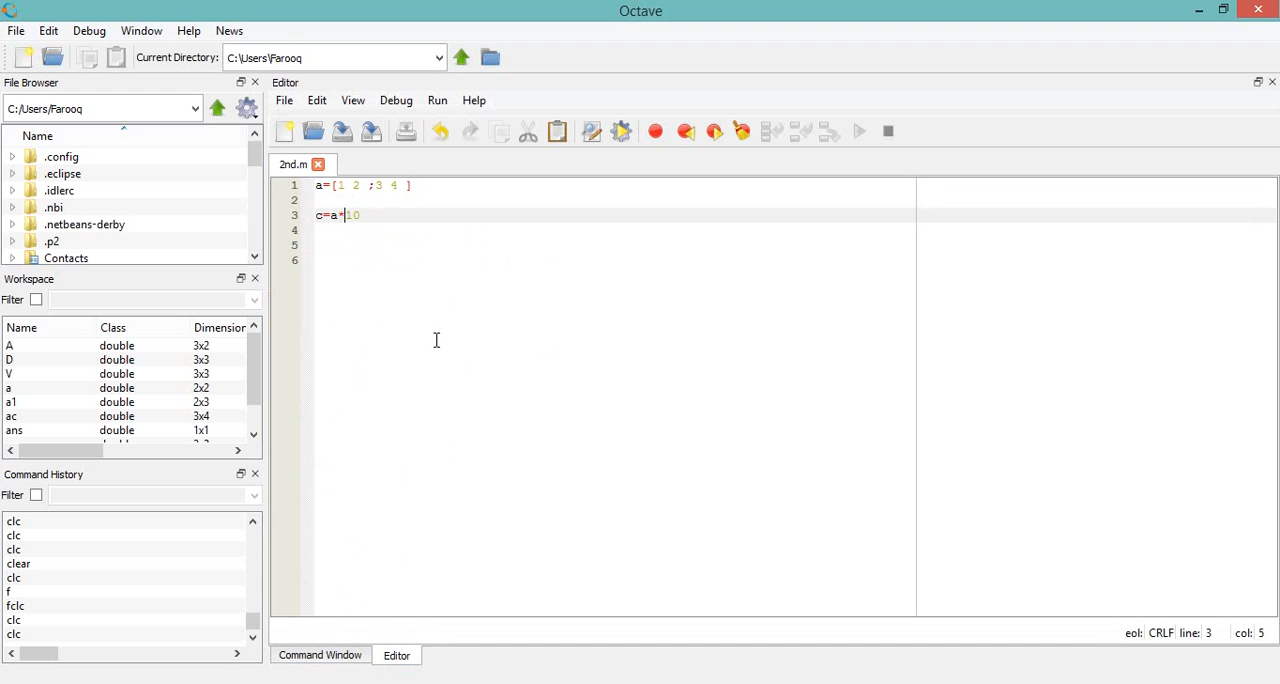 Octave
File Edit Debug Window Help News
Current Directory: C:\Users\Farooq
File Browser
C:/Users/Farooq
Name
.config
.eclipse
.idlerc
.nbi
.netbeans-derby
.p2
Contacts
Workspace
Filter
Name Class Dimension
A double 3x2
D double 3x3
V double 3x3
a double 2x2
a1 double 2x3
ac double 3x4
ans double 1x1
Command History
Filter
clc
clc
clc
clear
clc
f
fclc
clc
clc
Editor
File Edit View Debug Run Help
2nd.m
1 a=[1 2 ;3 4 ]
2
3 c=a*10
4
5
6
eol: CRLF line: 3 col: 5
Command Window Editor